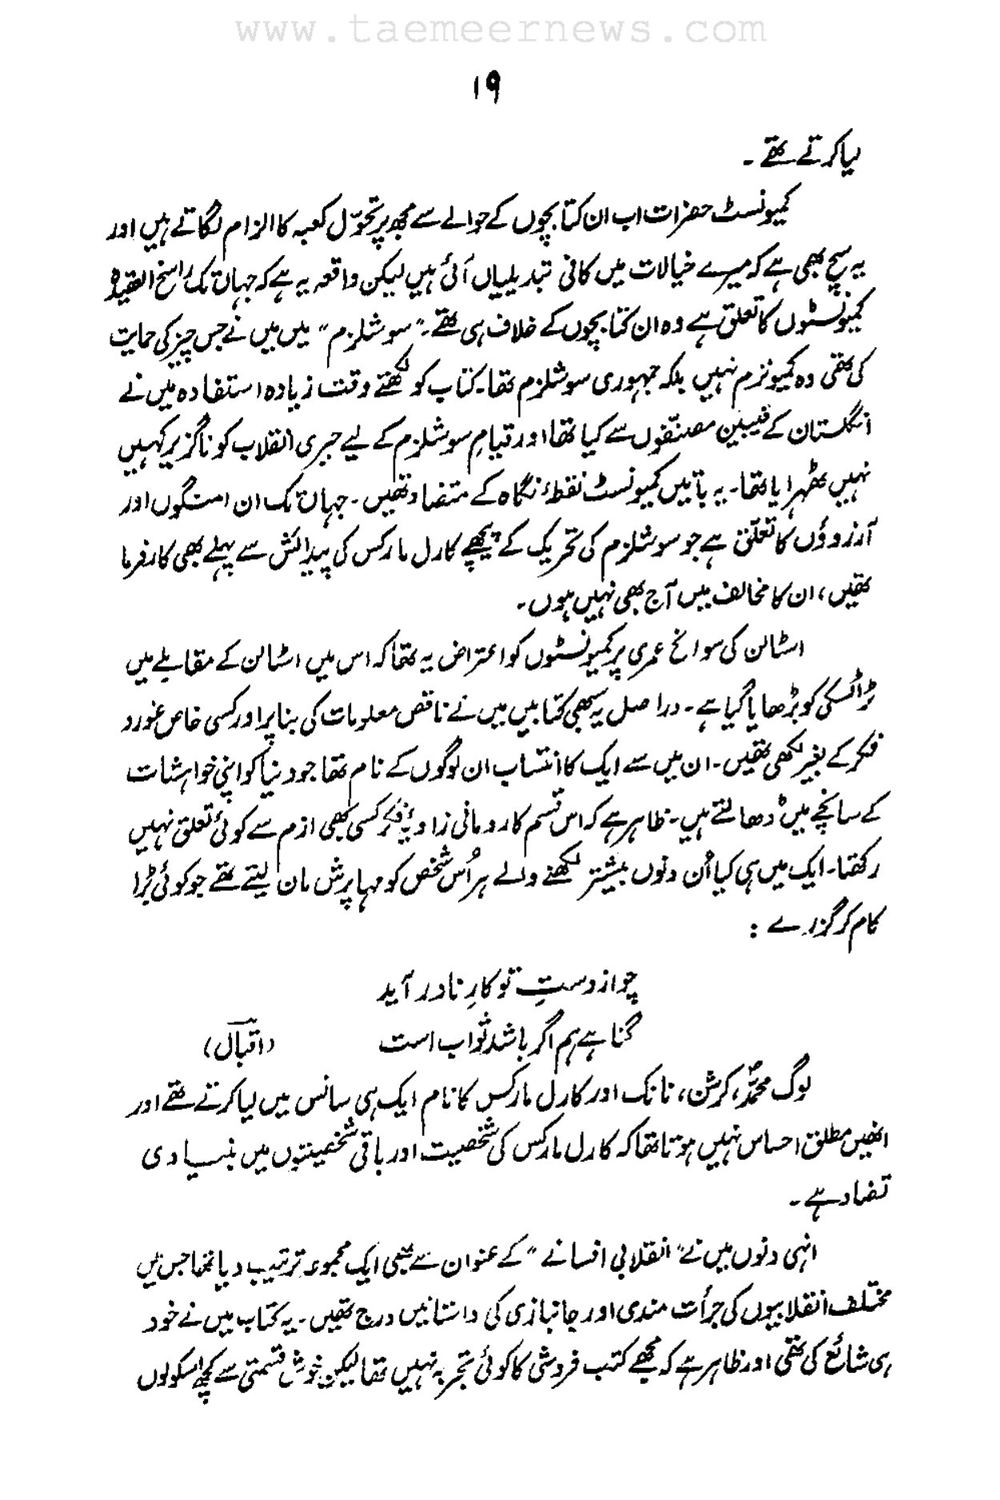 www.taemeernews.com
۱۹
لیا کرتے تھے۔
کمیونسٹ حضرات اب ان کتابچوں کے حوالے سے مجھ پر تحوّل کعبہ کا الزام لگاتے ہیں اور
یہ سچ بھی ہے کہ میرے خیالات میں کافی تبدیلیاں آئی ہیں لیکن واقعہ یہ ہے کہ جہاں تک راسخ العقیدہ
کمیونسٹوں کا تعلق ہے وہ ان کتابچوں کے خلاف ہی تھے۔ "سوشلزم" میں میں نے جس چیز کی حمایت
کی تھی وہ کمیونزم نہیں بلکہ جمہوری سوشلزم تھا۔ کتاب کو لکھتے وقت زیادہ استفادہ میں نے
انگلستان کے فیبین مصنّفوں سے کیا تھا اور قیامِ سوشلزم کے لیے جبری انقلاب کو ناگزیر کہیں
نہیں ٹھہرایا تھا۔ یہ باتیں کمیونسٹ نقطۂ نگاہ کے متضاد تھیں۔ جہاں تک ان امنگوں اور
آرزوؤں کا تعلّق ہے جو سوشلزم کی تحریک کے پیچھے کارل مارکس کی پیدائش سے پہلے بھی کارفرما
تھیں، ان کا مخالف میں آج بھی نہیں ہوں۔
اسٹالن کی سوانح عمری پر کمیونسٹوں کو اعتراض یہ تھا کہ اس میں اسٹالن کے مقابلے میں
ٹراٹسکی کو بڑھایا گیا ہے۔ دراصل یہ سبھی کتابیں میں نے ناقص معلومات کی بنا پر اور کسی خاص غور و
فکر کے بغیر لکھی تھیں۔ ان میں سے ایک کا انتساب ان لوگوں کے نام تھا جو دنیا کو اپنی خواہشات
کے سانچے میں ڈھالتے ہیں۔ ظاہر ہے کہ اس قسم کا رومانی زاویۂ فکر کسی بھی ازم سے کوئی تعلق نہیں
رکھتا۔ ایک میں ہی کیا اُن دنوں بیشتر لکھنے والے ہر اُس شخص کو مہاپرش مان لیتے تھے جو کوئی بڑا
کام کر گزرے :
چو از دستِ تو کارِ نادر آید
گناہے ہم اگر باشد ثواب است (اقبال)
لوگ محمدؐ، کرشن، نانک اور کارل مارکس کا نام ایک ہی سانس میں لیا کرتے تھے اور
انھیں مطلق احساس نہیں ہوتا تھا کہ کارل مارکس کی شخصیت اور باقی شخصیتوں میں بنیادی
تضاد ہے۔
انہی دنوں میں نے "انقلابی افسانے" کے عنوان سے بھی ایک مجموعہ ترتیب دیا تھا جس میں
مختلف انقلابیوں کی جرأت مندی اور جانبازی کی داستانیں درج تھیں۔ یہ کتاب میں نے خود
ہی شائع کی تھی اور ظاہر ہے کہ مجھے کتب فروشی کا کوئی تجربہ نہیں تھا لیکن خوش قسمتی سے کچھ اسکولوں